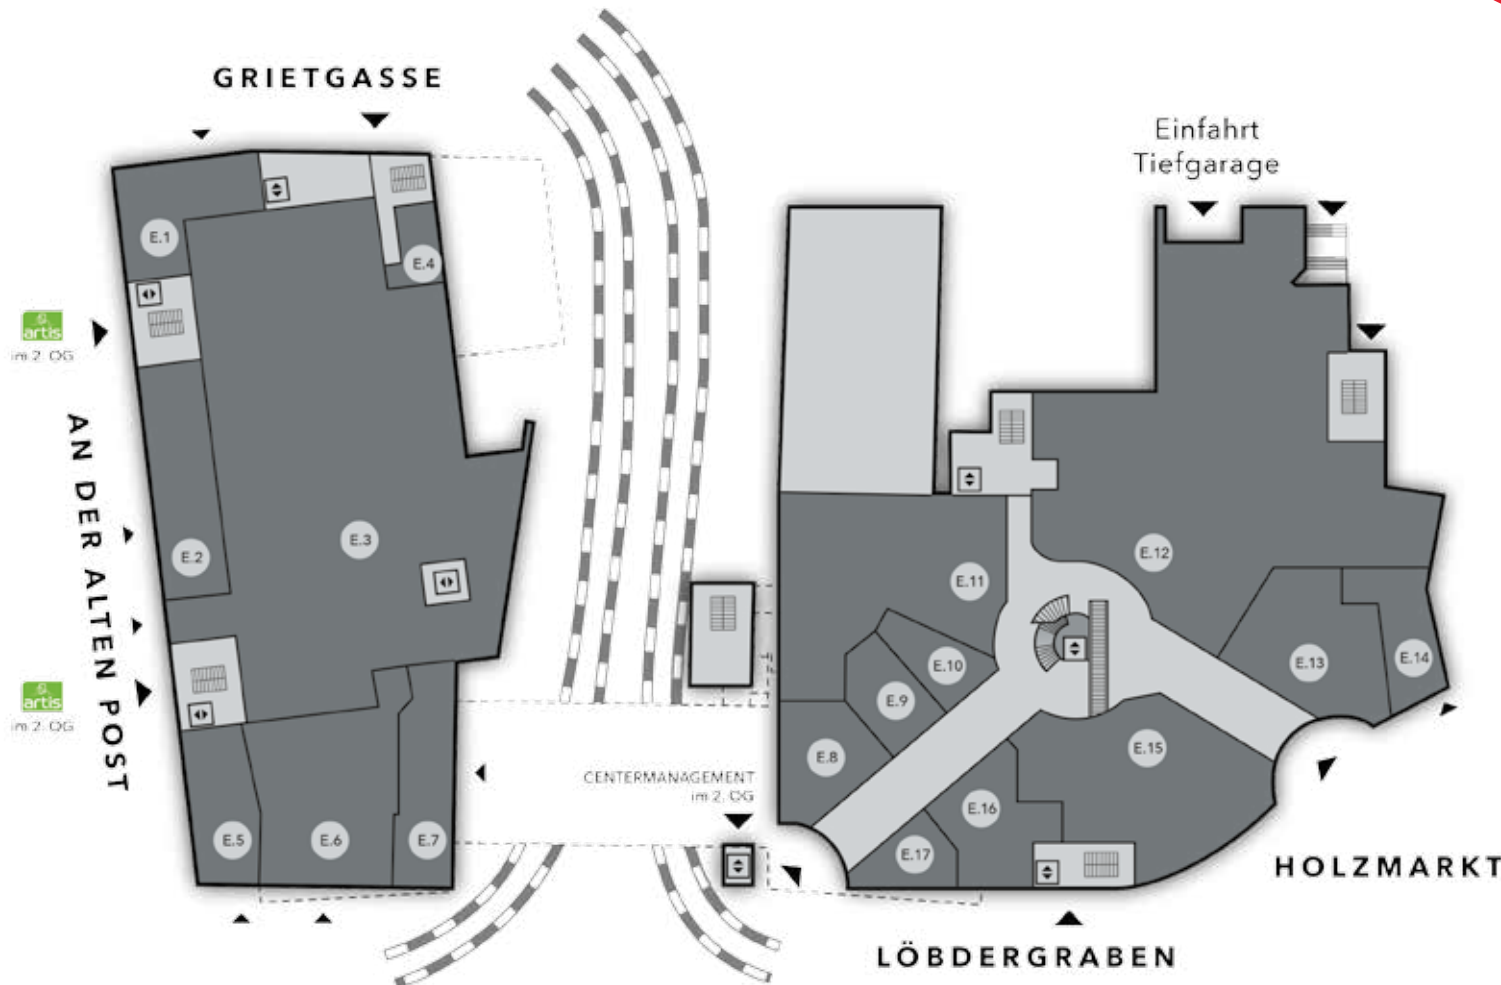 GRIETGASSE
Einfahrt
Tiefgarage
E.1
E.4
artis
im 2. OG
AN DER ALTEN POST
E.2
E.3
E.12
E.11
E.10
E.13
E.14
E.9
artis
im 2. OG
E.8
E.15
CENTERMANAGEMENT
im 2. OG
E.16
E.5
E.6
E.7
E.17
HOLZMARKT
LÖBDERGRABEN